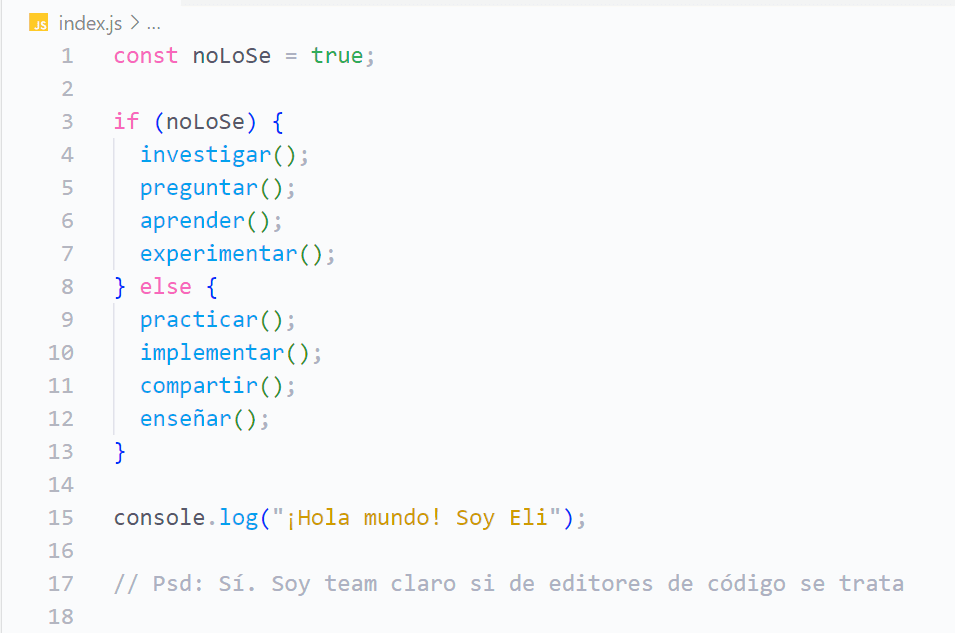 JS index.js > ...
1 const noLoSe = true;
2
3 if (noLoSe) {
4   investigar();
5   preguntar();
6   aprender();
7   experimentar();
8 } else {
9   practicar();
10   implementar();
11   compartir();
12   enseñar();
13 }
14
15 console.log("¡Hola mundo! Soy Eli");
16
17 // Psd: Sí. Soy team claro si de editores de código se trata
18